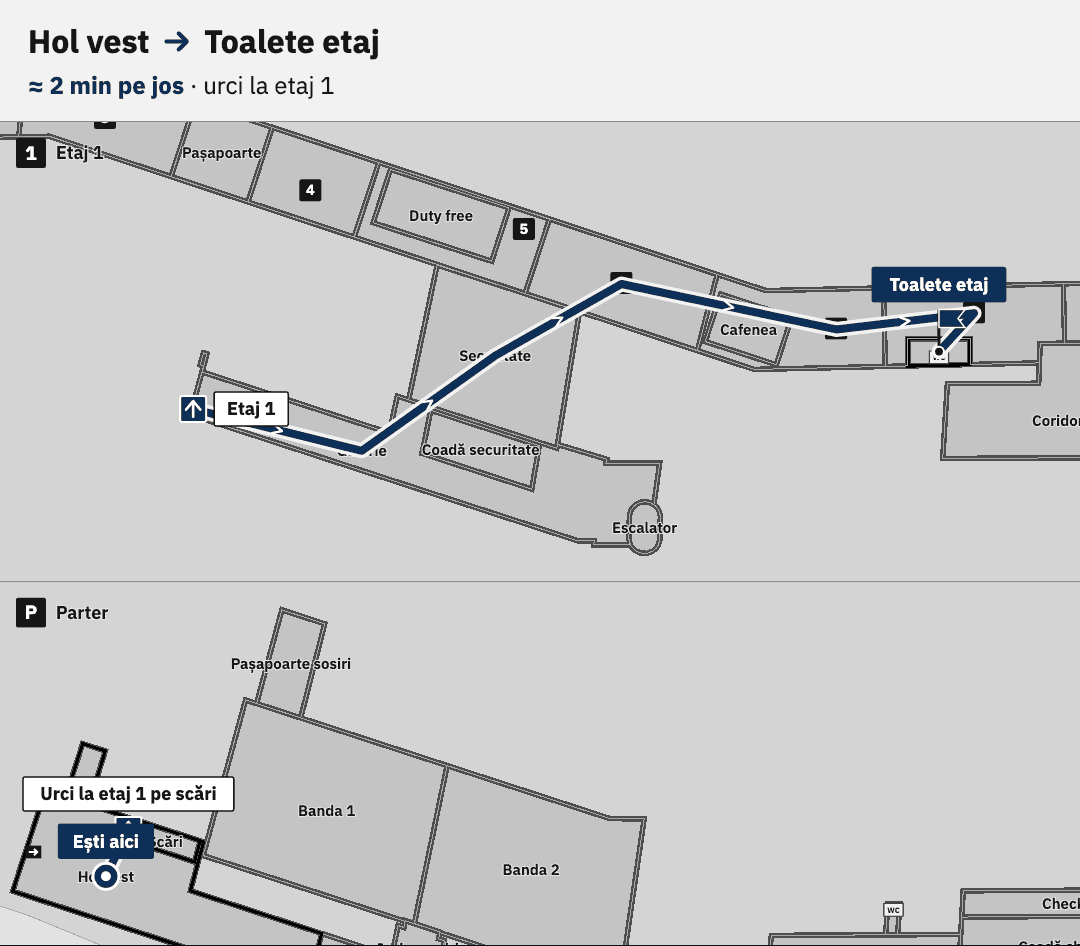 Hol vest → Toalete etaj
≈ 2 min pe jos · urci la etaj 1
1 Etaj 1
Pașapoarte
4
Duty free
5
Toalete etaj
Cafenea
Etaj 1
Coadă securitate
Escalator
P Parter
Pașapoarte sosiri
Urci la etaj 1 pe scări
Banda 1
Ești aici
Scări
Banda 2
WC